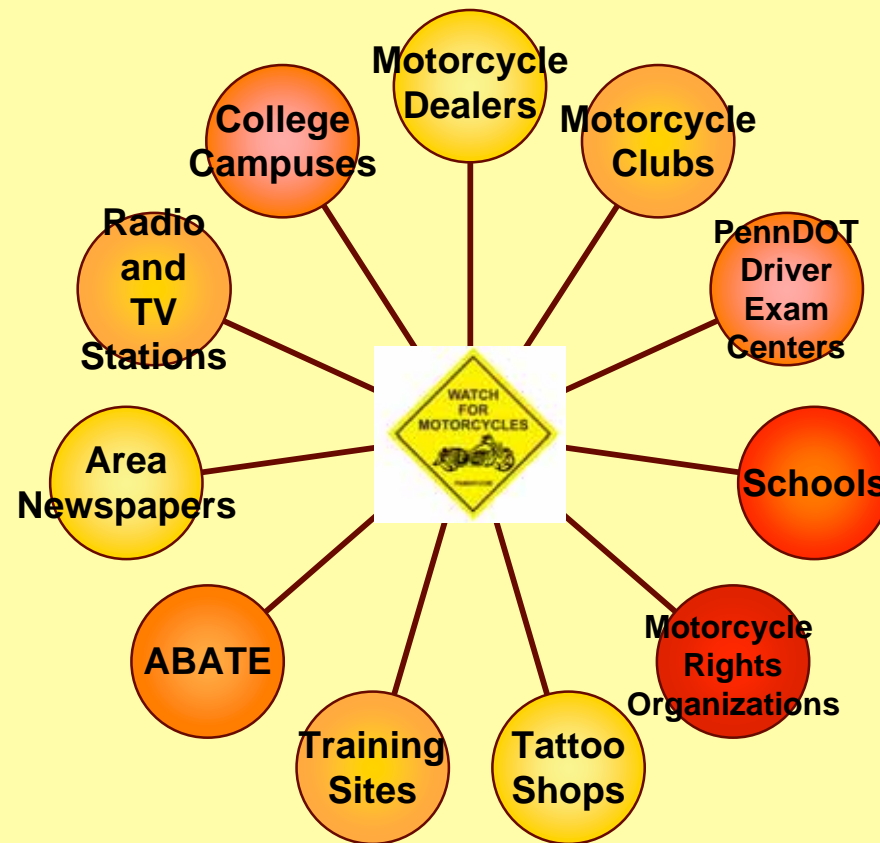 Motorcycle
Dealers
Motorcycle
Clubs
PennDOT
Driver
Exam
Centers
Schools
Motorcycle
Rights
Organizations
Tattoo
Shops
Training
Sites
ABATE
Area
Newspapers
Radio
and
TV
Stations
College
Campuses
WATCH
FOR
MOTORCYCLES